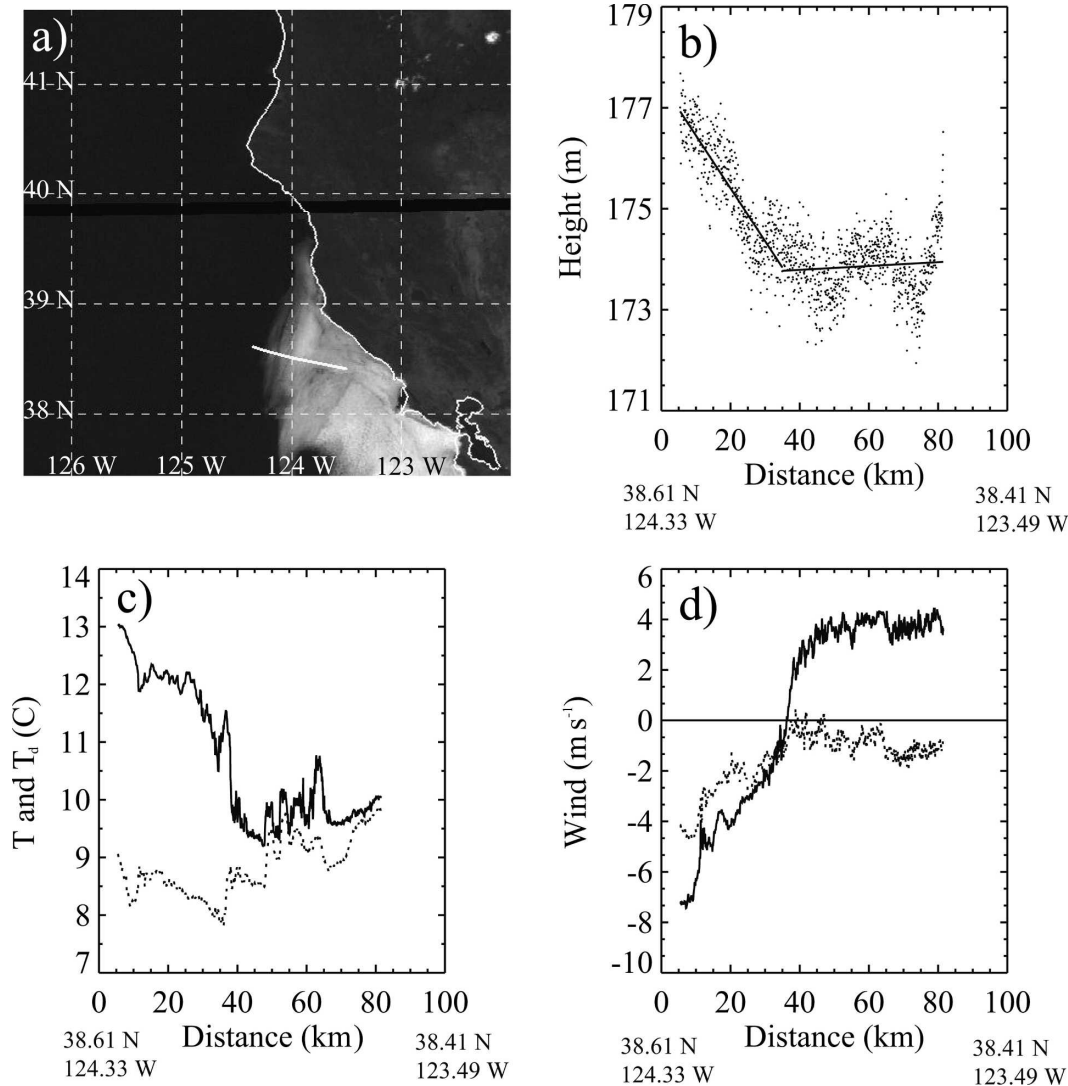 a)
41 N
40 N
39 N
38 N
126 W 125 W 124 W 123 W
b)
179
177
175
173
171
Height (m)
0 20 40 60 80 100
Distance (km)
38.61 N 38.41 N
124.33 W 123.49 W
c)
14
13
12
11
10
9
8
7
T and T_d (C)
0 20 40 60 80 100
Distance (km)
38.61 N 38.41 N
124.33 W 123.49 W
d)
6
4
2
0
-2
-4
-6
-8
-10
Wind (m s⁻¹)
0 20 40 60 80 100
Distance (km)
38.61 N 38.41 N
124.33 W 123.49 W